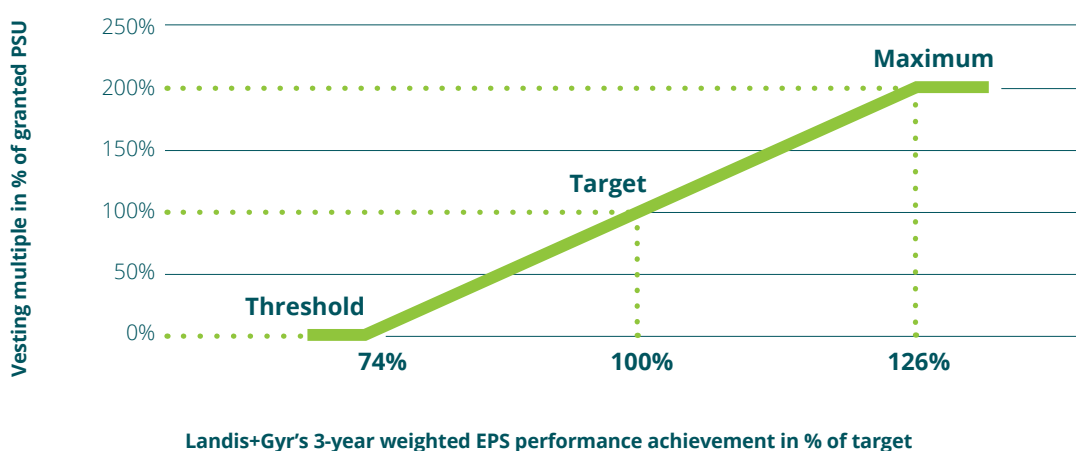 Vesting multiple in % of granted PSU
250%
Maximum
200%
150%
Target
100%
50%
Threshold
0%
74% 100% 126%
Landis+Gyr’s 3-year weighted EPS performance achievement in % of target